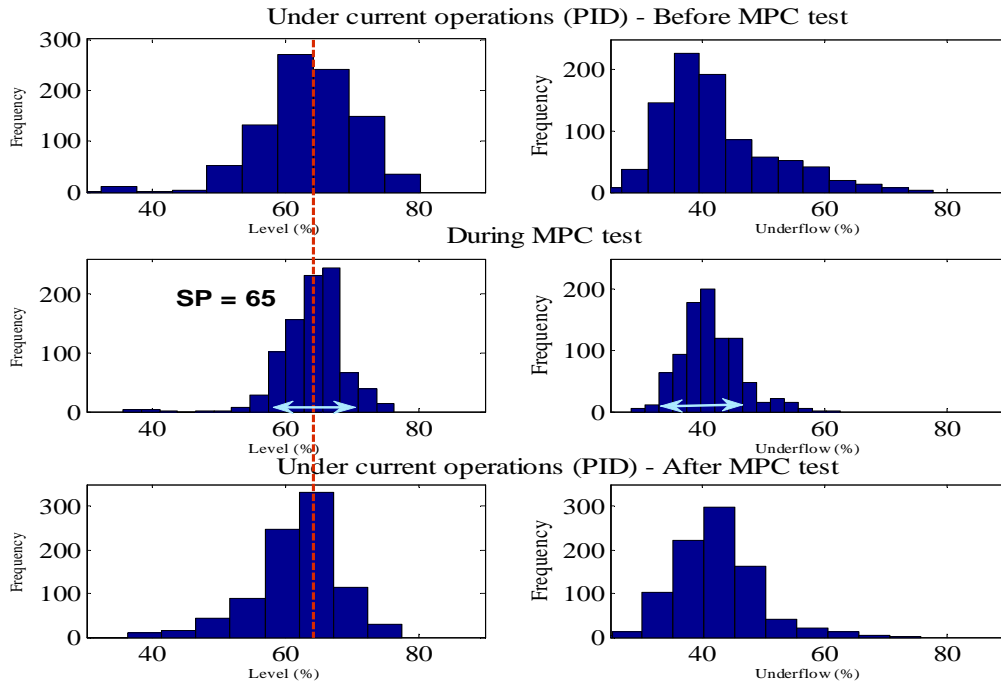 Under current operations (PID) - Before MPC test
300
200
100
0
Frequency
40 60 80
Level (%)
200
100
0
Frequency
40 60 80
Underflow (%)
During MPC test
SP = 65
200
100
0
Frequency
40 60 80
Level (%)
200
100
0
Frequency
40 60 80
Underflow (%)
Under current operations (PID) - After MPC test
300
200
100
0
Frequency
40 60 80
Level (%)
300
200
100
0
Frequency
40 60 80
Underflow (%)